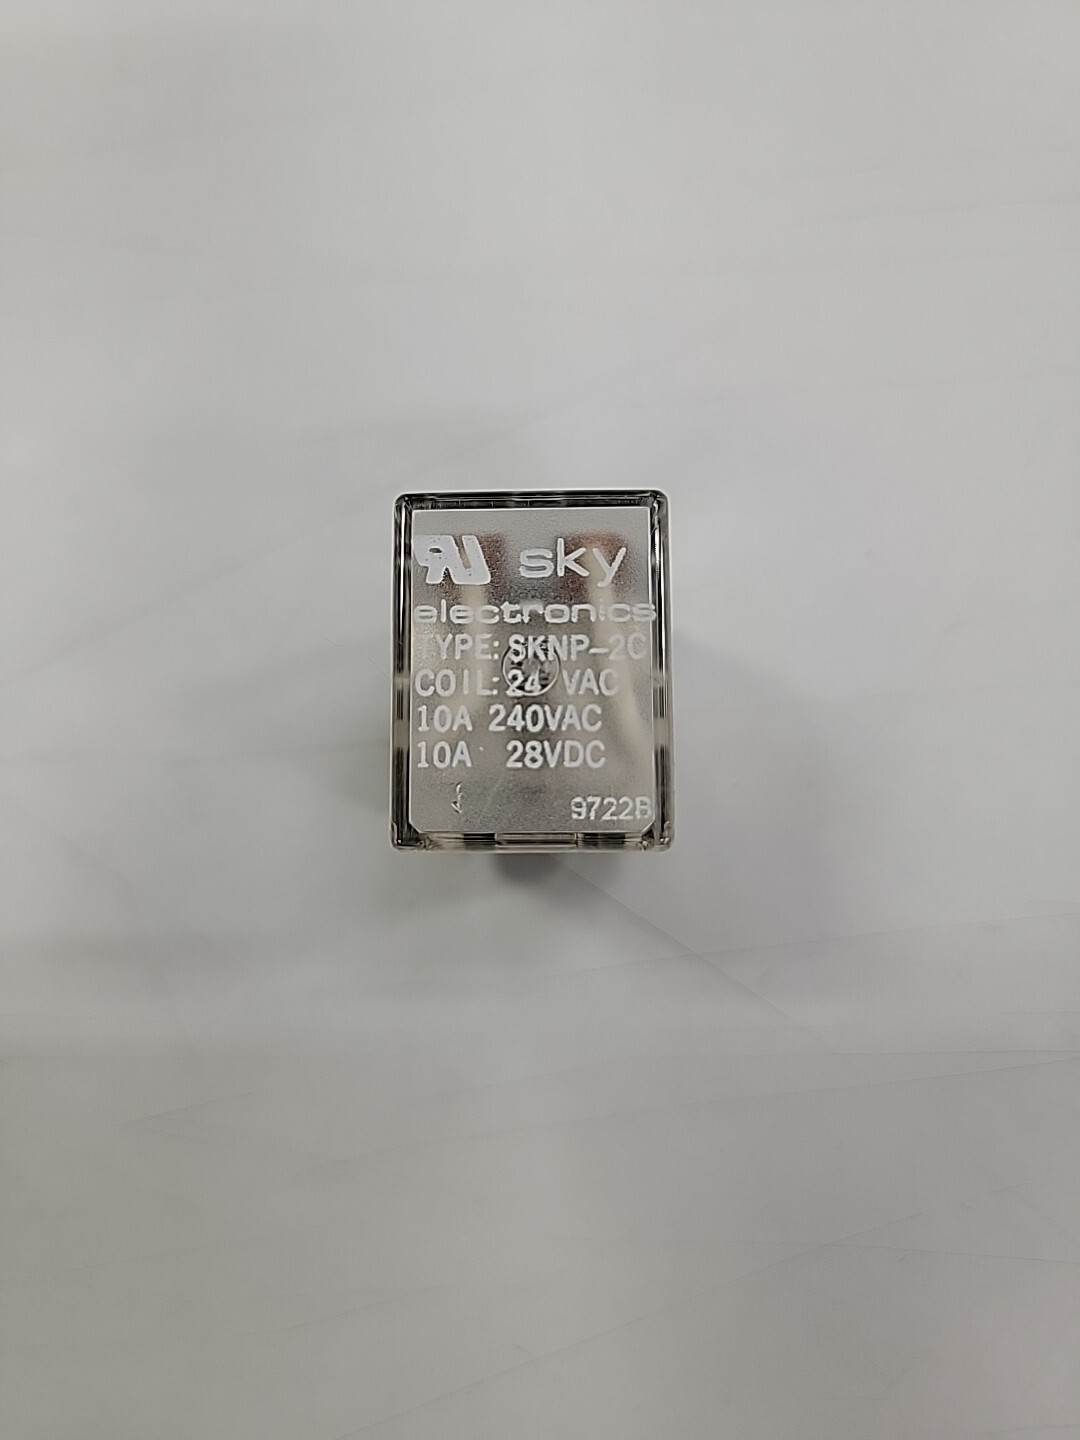 sky
electronics
TYPE: SKNP-2C
COIL: 24 VAC
10A 240VAC
10A 28VDC
9722B